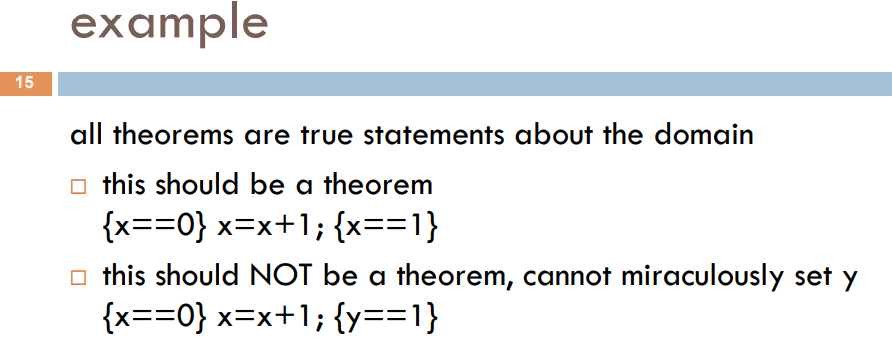 example
15
all theorems are true statements about the domain
this should be a theorem
{x==0} x=x+1; {x==1}
this should NOT be a theorem, cannot miraculously set y
{x==0} x=x+1; {y==1}